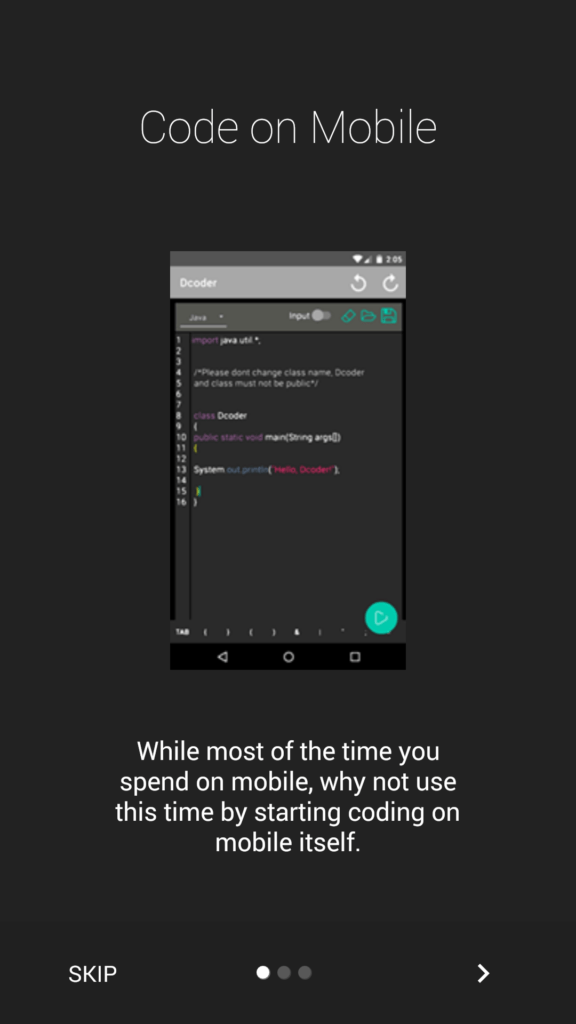 Code on Mobile
2:05
Dcoder
Java
Input
1 import java.util.*;
2
3
4 /*Please dont change class name, Dcoder
5 and class must not be public*/
6
7
8 class Dcoder
9 {
10 public static void main(String args[])
11 {
12
13 System.out.println("Hello, Dcoder!");
14
15 }
16 }
TAB { } ( ) & | " ;
While most of the time you
spend on mobile, why not use
this time by starting coding on
mobile itself.
SKIP